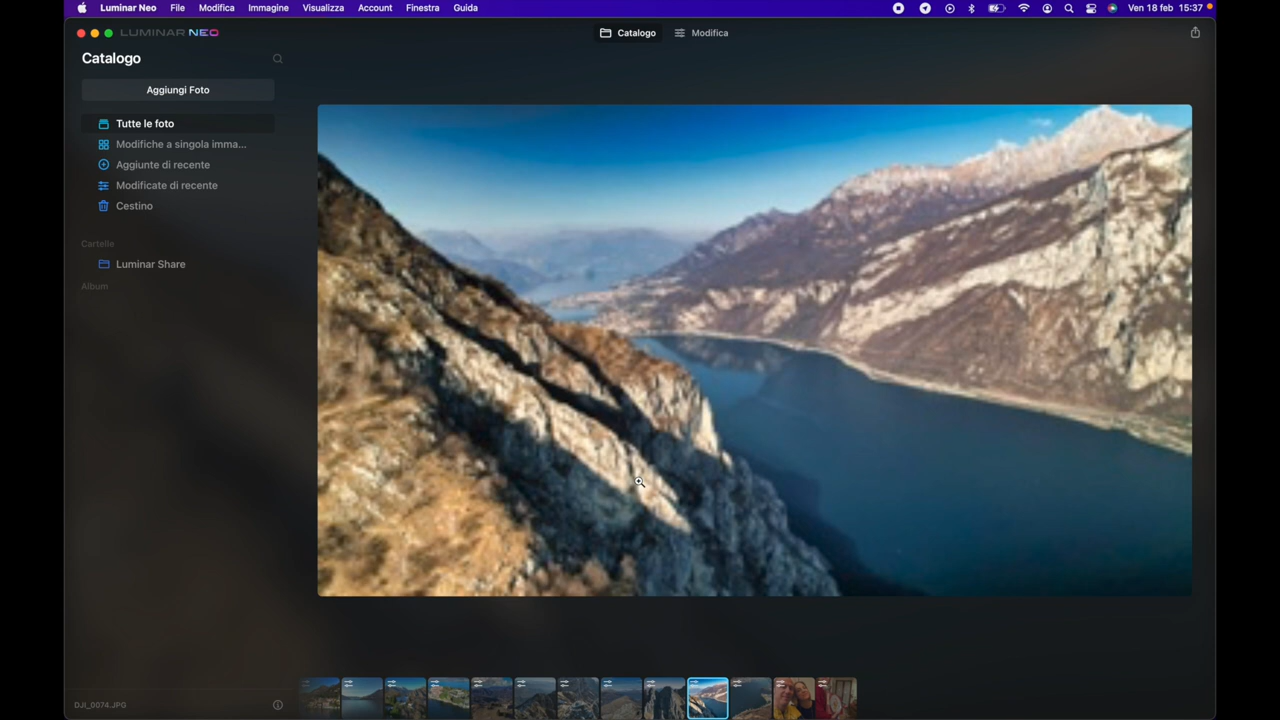 Luminar Neo File Modifica Immagine Visualizza Account Finestra Guida Ven 18 feb 15:37
LUMINAR NEO
Catalogo Modifica
Catalogo
Aggiungi Foto
Tutte le foto
Modifiche a singola imma...
Aggiunte di recente
Modificate di recente
Cestino
Cartelle
Luminar Share
Album
DJI_0074.JPG